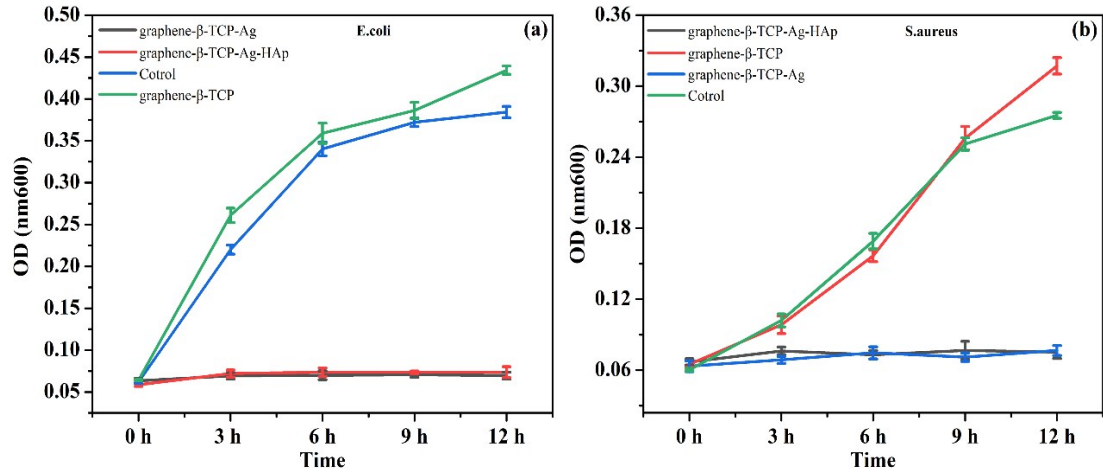 graphene-β-TCP-Ag
graphene-β-TCP-Ag-HAp
Cotrol
graphene-β-TCP
E.coli
(a)
0.50
0.45
0.40
0.35
0.30
0.25
0.20
0.15
0.10
0.05
OD (nm600)
0 h 3 h 6 h 9 h 12 h
Time
graphene-β-TCP-Ag-HAp
graphene-β-TCP
graphene-β-TCP-Ag
Cotrol
S.aureus
(b)
0.36
0.30
0.24
0.18
0.12
0.06
OD (nm600)
0 h 3 h 6 h 9 h 12 h
Time